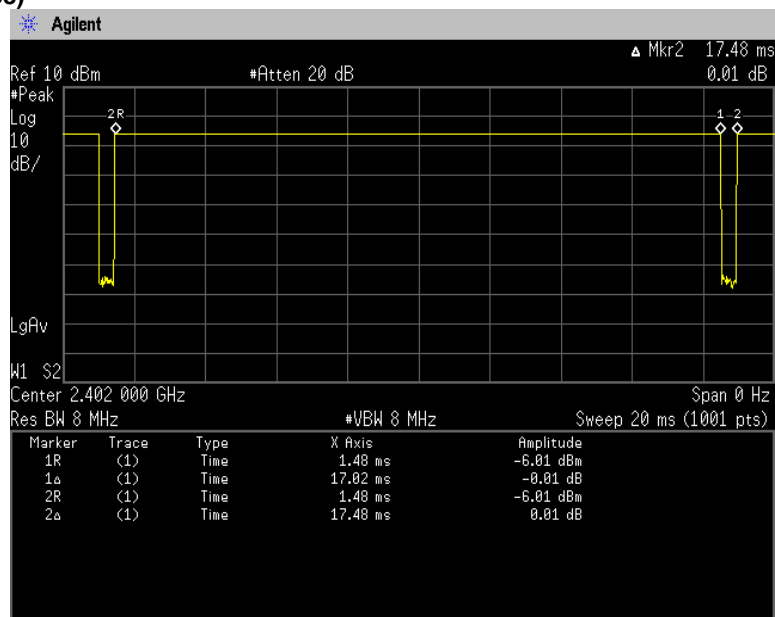 Agilent
Δ Mkr2 17.48 ms
Ref 10 dBm #Atten 20 dB 0.01 dB
#Peak
Log
10
dB/
2R
1 2
LgAv
W1 S2
Center 2.402 000 GHz Span 0 Hz
Res BW 8 MHz #VBW 8 MHz Sweep 20 ms (1001 pts)
Marker Trace Type X Axis Amplitude
1R (1) Time 1.48 ms -6.01 dBm
1Δ (1) Time 17.02 ms -0.01 dB
2R (1) Time 1.48 ms -6.01 dBm
2Δ (1) Time 17.48 ms 0.01 dB